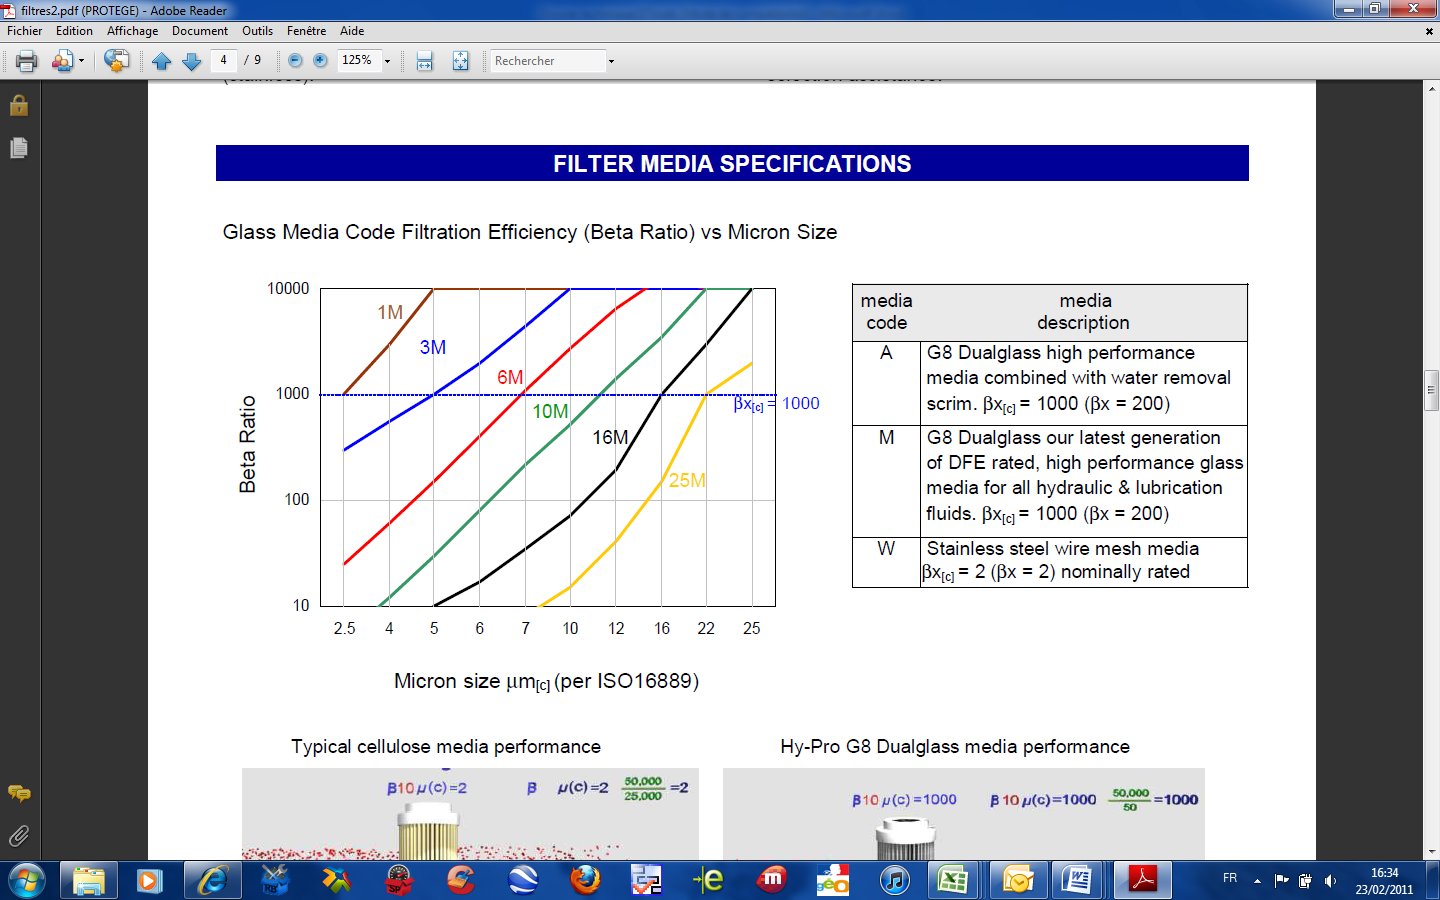 filtres2.pdf (PROTEGE) - Adobe Reader
Fichier Edition Affichage Document Outils Fenêtre Aide
4 / 9 125% Rechercher
FILTER MEDIA SPECIFICATIONS
Glass Media Code Filtration Efficiency (Beta Ratio) vs Micron Size
10000
1000
100
10
Beta Ratio
1M
3M
6M
10M
16M
25M
βx[c] = 1000
2.5 4 5 6 7 10 12 16 22 25
Micron size µm[c] (per ISO16889)
media code
media description
A
G8 Dualglass high performance
media combined with water removal
scrim. βx[c] = 1000 (βx = 200)
M
G8 Dualglass our latest generation
of DFE rated, high performance glass
media for all hydraulic & lubrication
fluids. βx[c] = 1000 (βx = 200)
W
Stainless steel wire mesh media
βx[c] = 2 (βx = 2) nominally rated
Typical cellulose media performance
β10 µ(c)=2 β µ(c)=2 50,000/25,000 =2
Hy-Pro G8 Dualglass media performance
β10 µ(c)=1000 β10 µ(c)=1000 50,000/50 =1000
FR
16:34
23/02/2011